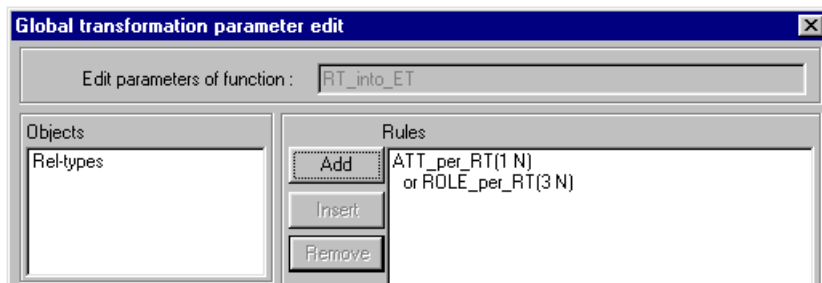 Global transformation parameter edit
Edit parameters of function : RT_into_ET
Objects
Rel-types
Rules
Add
Insert
Remove
ATT_per_RT(1 N)
or ROLE_per_RT(3 N)